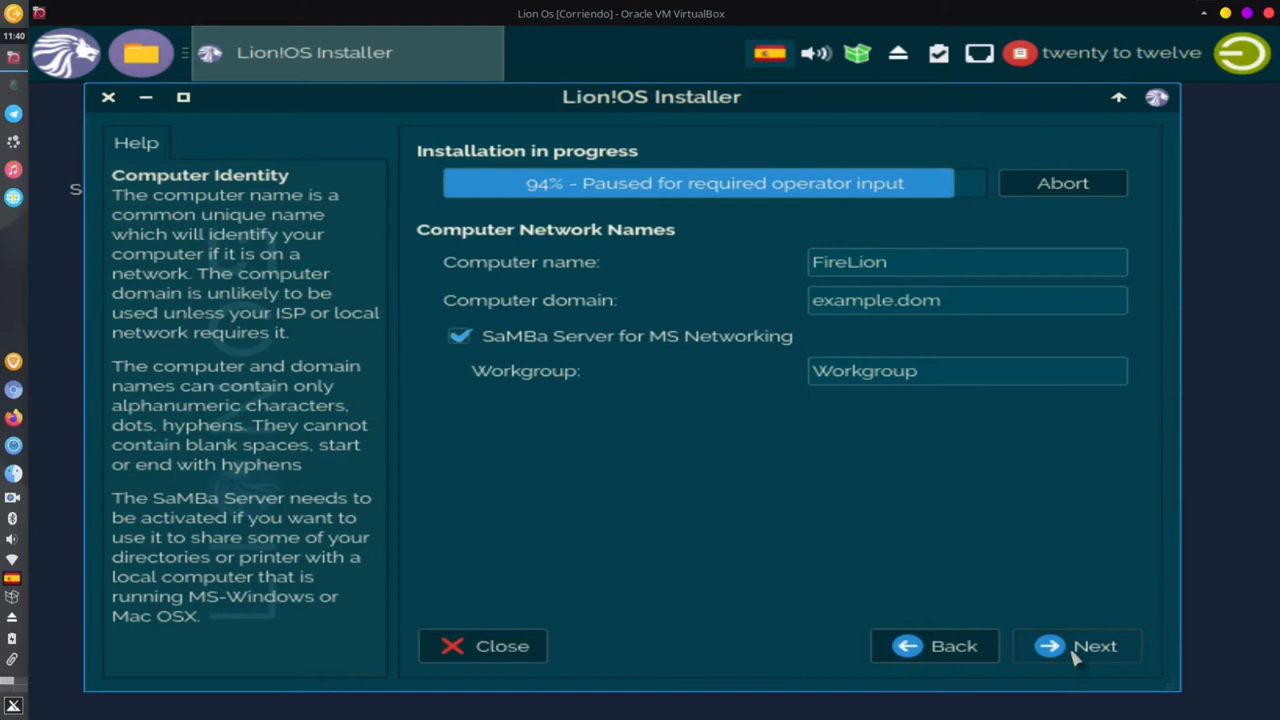 Lion Os [Corriendo] - Oracle VM VirtualBox
11:40
Lion!OS Installer
twenty to twelve
Lion!OS Installer
Help
Computer Identity
The computer name is a
common unique name
which will identify your
computer if it is on a
network. The computer
domain is unlikely to be
used unless your ISP or local
network requires it.
The computer and domain
names can contain only
alphanumeric characters,
dots, hyphens. They cannot
contain blank spaces, start
or end with hyphens
The SaMBa Server needs to
be activated if you want to
use it to share some of your
directories or printer with a
local computer that is
running MS-Windows or
Mac OSX.
Installation in progress
94% - Paused for required operator input
Abort
Computer Network Names
Computer name:
FireLion
Computer domain:
example.dom
SaMBa Server for MS Networking
Workgroup:
Workgroup
Close
Back
Next
S